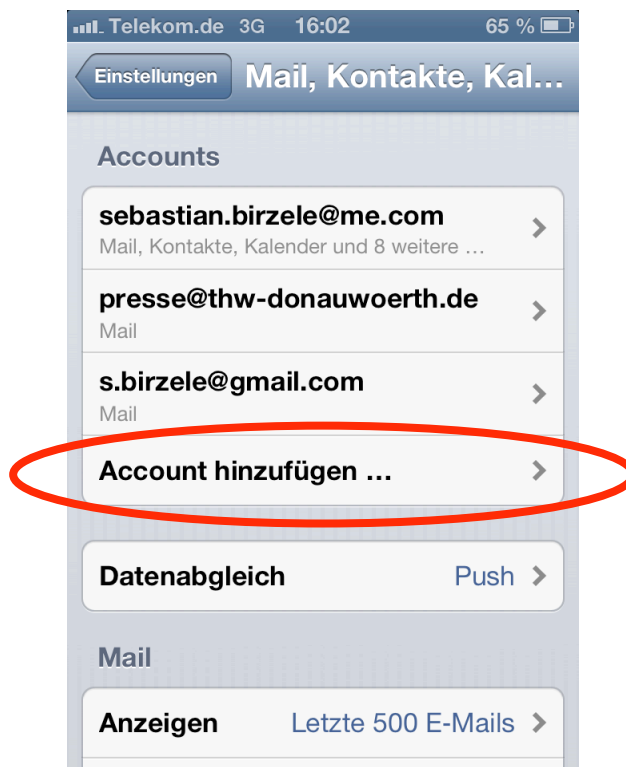 Telekom.de 3G 16:02 65 %
Einstellungen Mail, Kontakte, Kal...
Accounts
sebastian.birzele@me.com
Mail, Kontakte, Kalender und 8 weitere …
presse@thw-donauwoerth.de
Mail
s.birzele@gmail.com
Mail
Account hinzufügen ...
Datenabgleich Push
Mail
Anzeigen Letzte 500 E-Mails